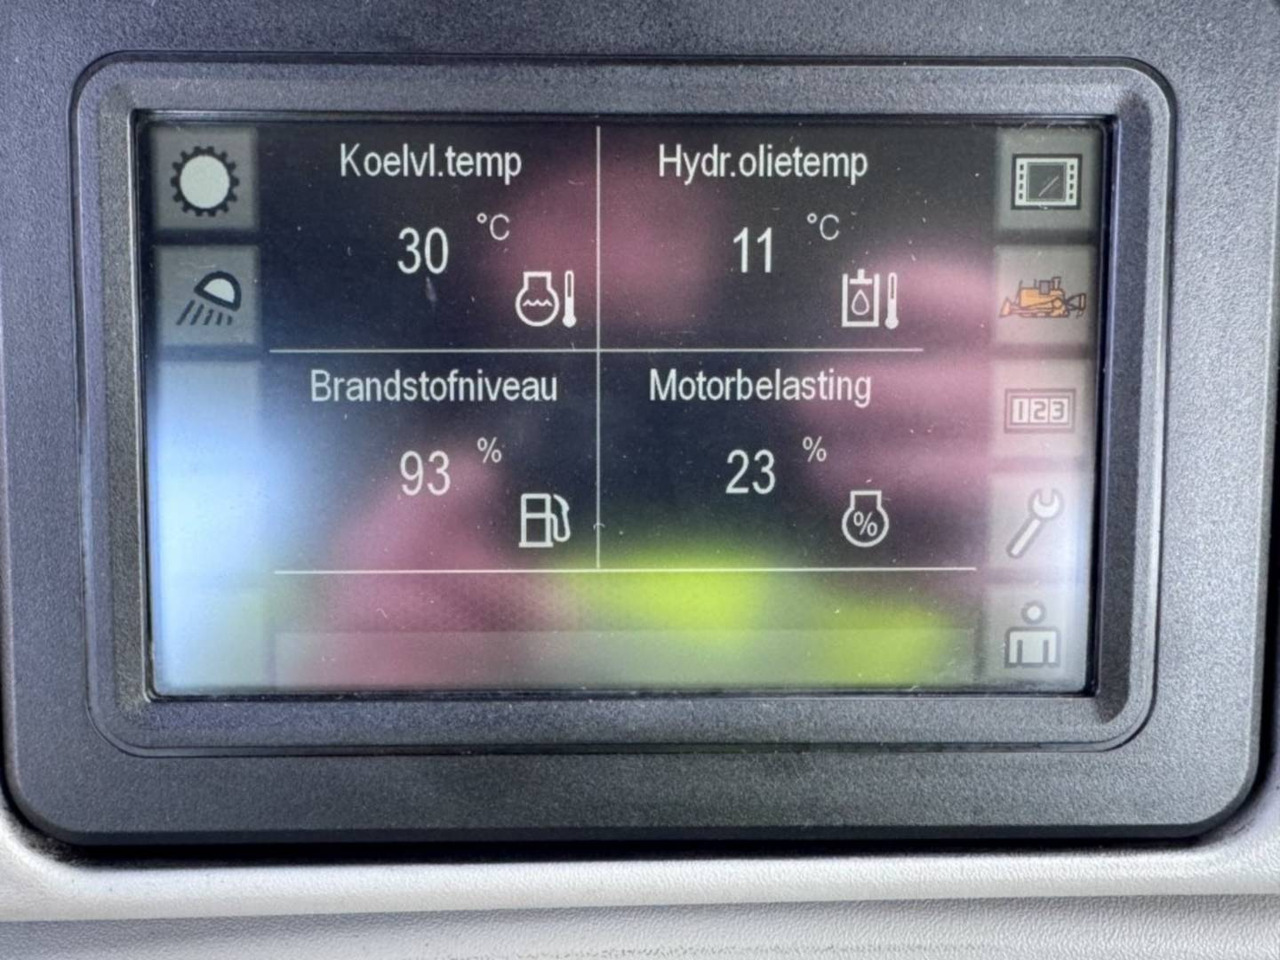 Koelvl.temp
30 °C
Hydr.olietemp
11 °C
Brandstofniveau
93 %
Motorbelasting
23 %
%
123